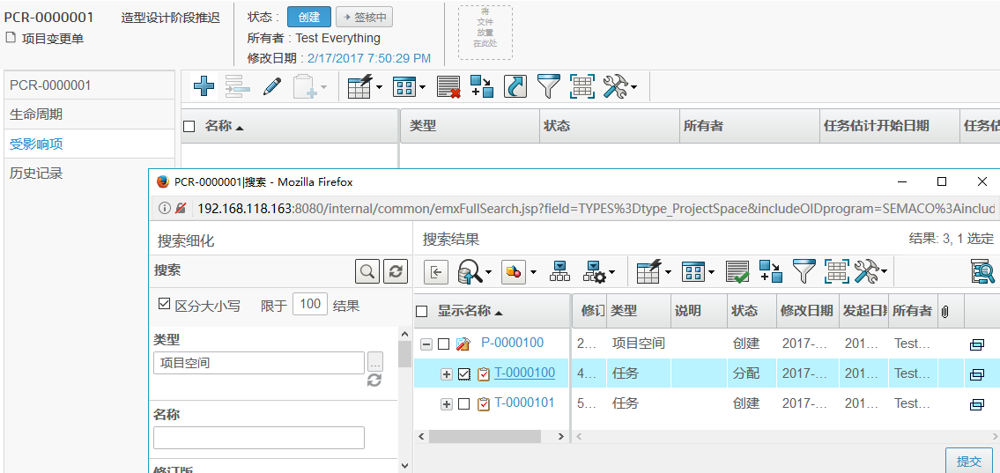 PCR-0000001 造型设计阶段推迟
项目变更单
状态 : 创建 签核中
所有者 : Test Everything
修改日期 : 2/17/2017 7:50:29 PM
将
文件
放置
在此处
PCR-0000001
生命周期
受影响项
历史记录
名称 类型 状态 所有者 任务估计开始日期 任务估
PCR-0000001|搜索 - Mozilla Firefox
192.168.118.163:8080/internal/common/emxFullSearch.jsp?field=TYPES%3Dtype_ProjectSpace&includeOIDprogram=SEMACO%3Ainclud
搜索细化
搜索
区分大小写 限于 100 结果
类型
项目空间
...
名称
修订版
搜索结果 结果: 3, 1 选定
显示名称 修订 类型 说明 状态 修改日期 发起日期 所有者
P-0000100 2... 项目空间 创建 2017-... 201... Test...
T-0000100 4... 任务 分配 2017-... 201... Test...
T-0000101 5... 任务 创建 2017-... 201... Test...
提交